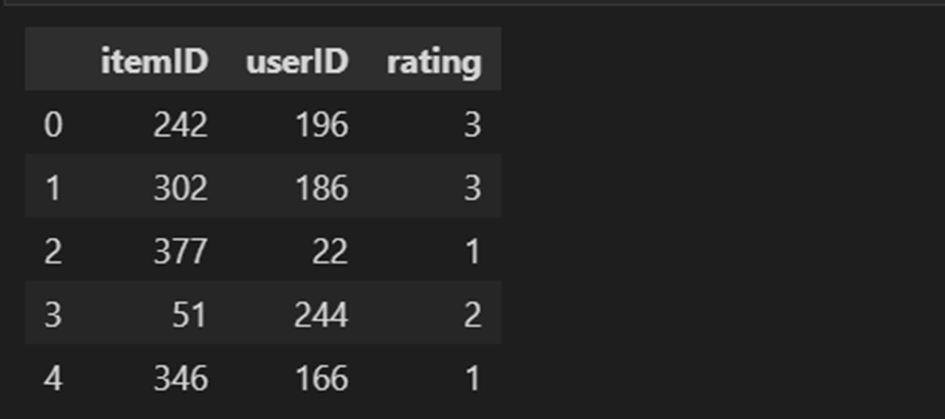 itemID userID rating
0 242 196 3
1 302 186 3
2 377 22 1
3 51 244 2
4 346 166 1